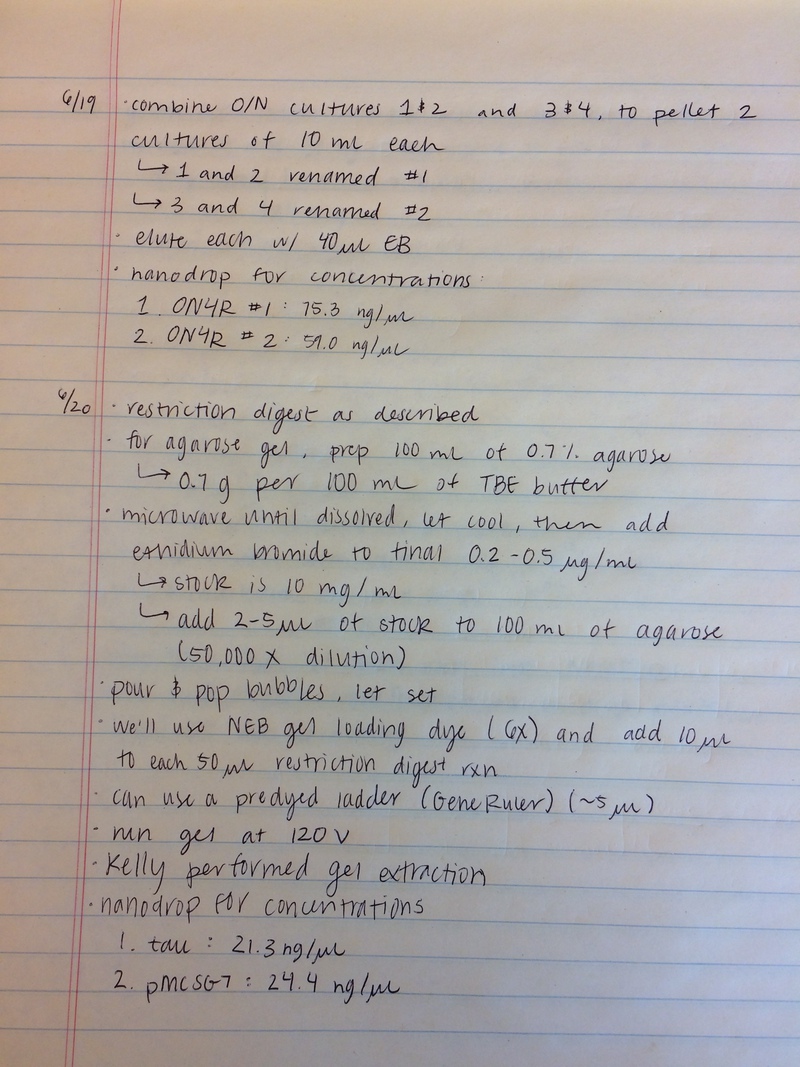 6/19 · combine O/N cultures 1&2 and 3&4, to pellet 2
cultures of 10 ml each
↳ 1 and 2 renamed #1
↳ 3 and 4 renamed #2
· elute each w/ 40 µl EB
· nanodrop for concentrations:
1. ON4R #1: 75.3 ng/µl
2. ON4R #2: 59.0 ng/µl
6/20 · restriction digest as described
· for agarose gel, prep 100 ml of 0.7% agarose
↳ 0.7 g per 100 ml of TBE buffer
· microwave until dissolved, let cool, then add
ethidium bromide to final 0.2-0.5 µg/ml
↳ stock is 10 mg/ml
↳ add 2-5 µl of stock to 100 ml of agarose
(50,000 X dilution)
· pour & pop bubbles, let set
· we'll use NEB gel loading dye (6X) and add 10 µl
to each 50 µl restriction digest rxn
· can use a predyed ladder (GeneRuler) (~5 µl)
· run gel at 120 V
· Kelly performed gel extraction
· nanodrop for concentrations
1. tau: 21.3 ng/µl
2. pMCSG7: 24.4 ng/µl